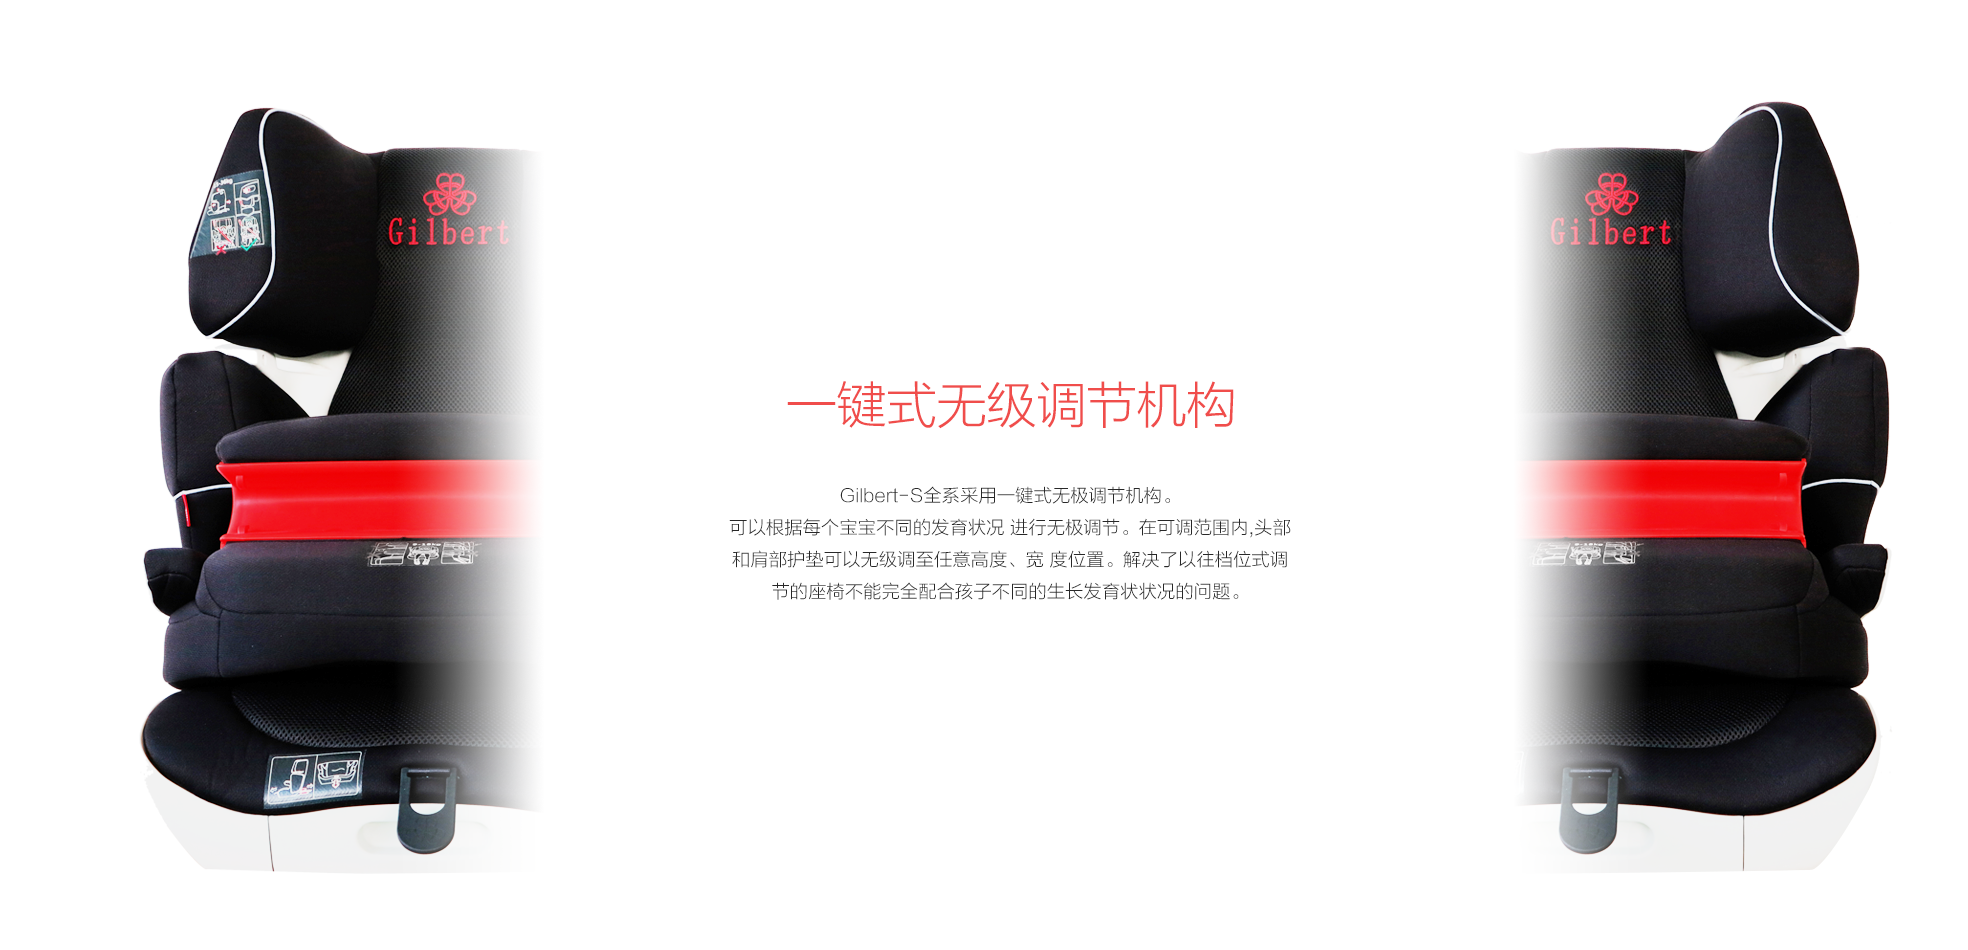 Gilbert
Gilbert
一键式无级调节机构
Gilbert-S全系采用一键式无极调节机构。
可以根据每个宝宝不同的发育状况 进行无极调节。在可调范围内,头部
和肩部护垫可以无级调至任意高度、宽 度位置。解决了以往档位式调
节的座椅不能完全配合孩子不同的生长发育状状况的问题。